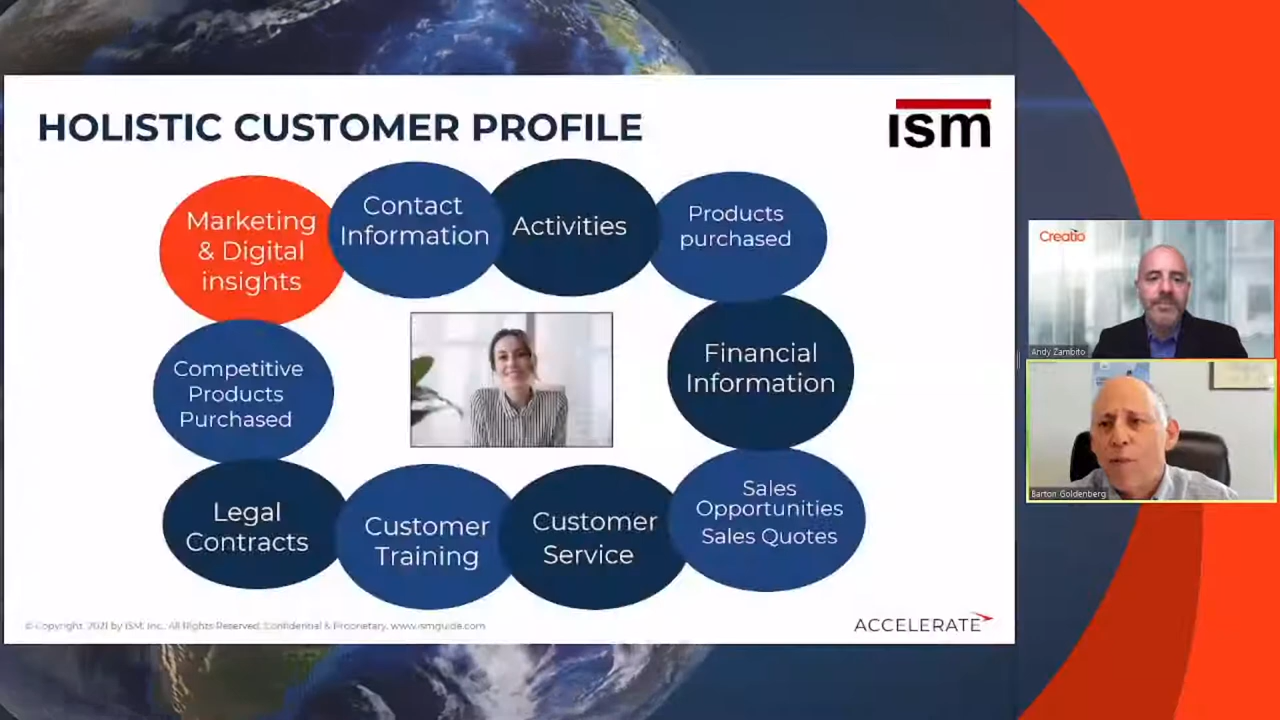 HOLISTIC CUSTOMER PROFILE
ism
Marketing
& Digital
insights
Contact
Information
Activities
Products
purchased
Competitive
Products
Purchased
Financial
Information
Legal
Contracts
Customer
Training
Customer
Service
Sales
Opportunities
Sales Quotes
© Copyright 2021 by ISM, Inc. All Rights Reserved. Confidential & Proprietary. www.ismguide.com
ACCELERATE
Creatio
Andy Zambito
Barton Goldenberg